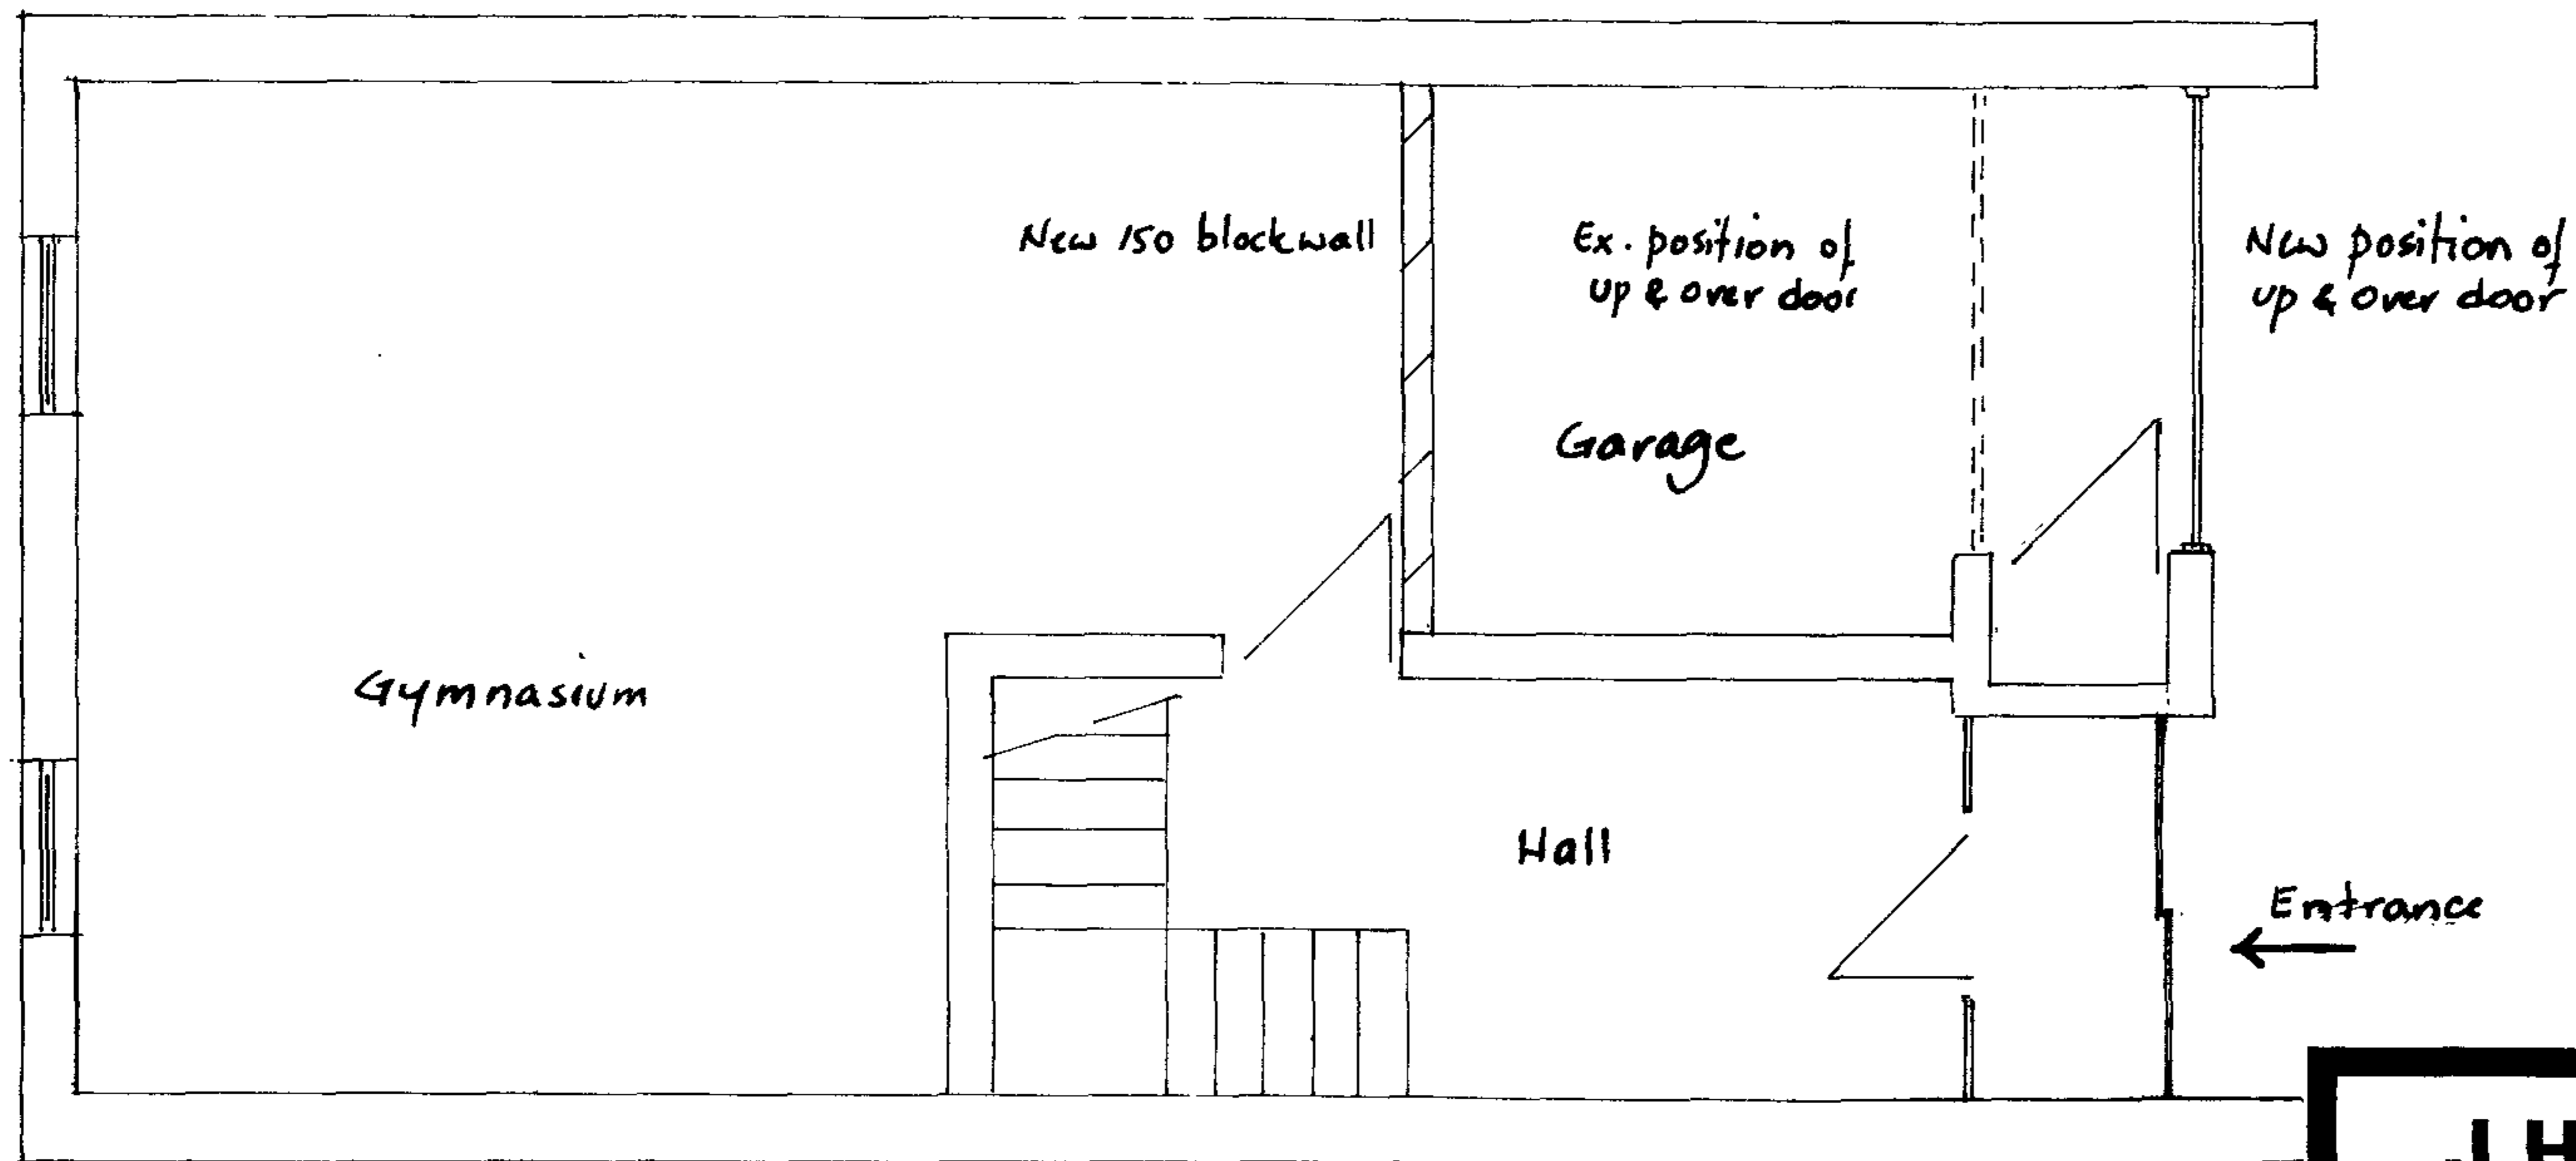 New 150 blockwall
Ex. position of
up & over door
New position of
up & over door
Garage
Gymnasium
Hall
Entrance